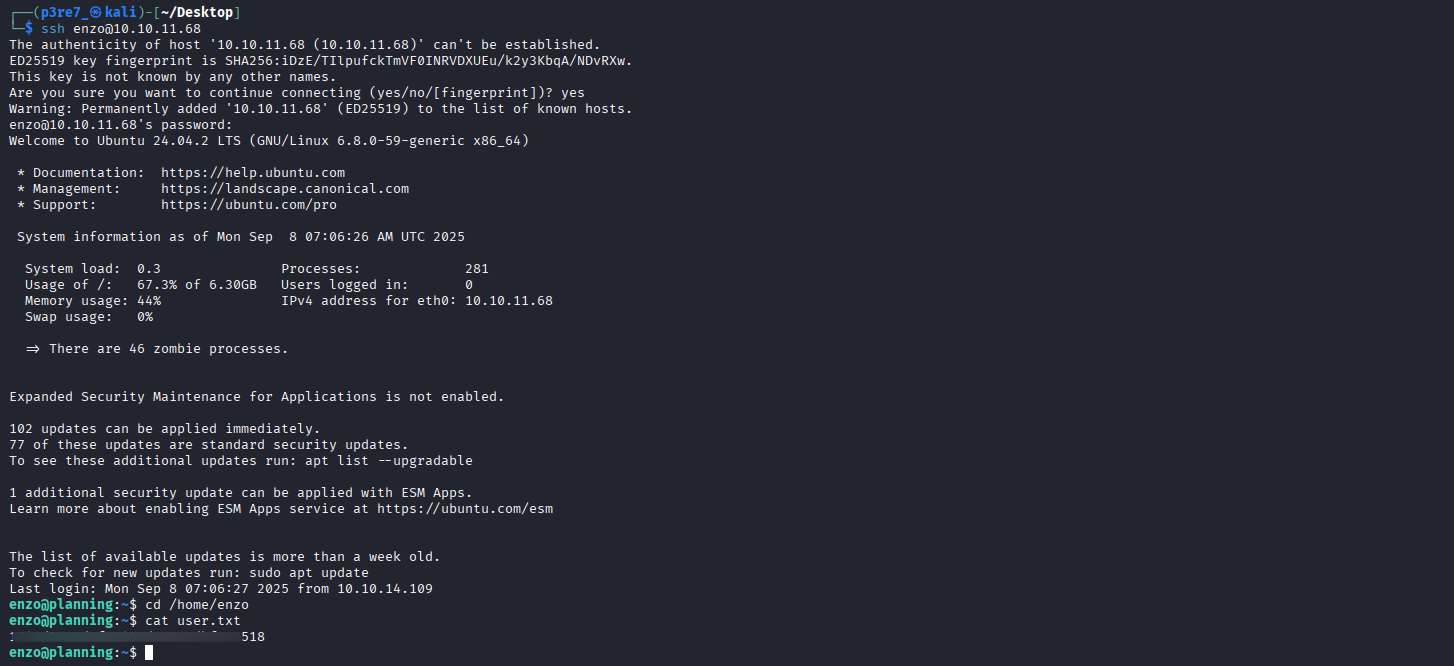 ┌──(p3re7_㉿kali)-[~/Desktop]
└─$ ssh enzo@10.10.11.68
The authenticity of host '10.10.11.68 (10.10.11.68)' can't be established.
ED25519 key fingerprint is SHA256:iDzE/TIlpufckTmVF0INRVDXUEu/k2y3KbqA/NDvRXw.
This key is not known by any other names.
Are you sure you want to continue connecting (yes/no/[fingerprint])? yes
Warning: Permanently added '10.10.11.68' (ED25519) to the list of known hosts.
enzo@10.10.11.68's password:
Welcome to Ubuntu 24.04.2 LTS (GNU/Linux 6.8.0-59-generic x86_64)
* Documentation:  https://help.ubuntu.com
* Management:     https://landscape.canonical.com
* Support:        https://ubuntu.com/pro
System information as of Mon Sep  8 07:06:26 AM UTC 2025
System load:  0.3               Processes:             281
Usage of /:   67.3% of 6.30GB   Users logged in:       0
Memory usage: 44%               IPv4 address for eth0: 10.10.11.68
Swap usage:   0%
=> There are 46 zombie processes.
Expanded Security Maintenance for Applications is not enabled.
102 updates can be applied immediately.
77 of these updates are standard security updates.
To see these additional updates run: apt list --upgradable
1 additional security update can be applied with ESM Apps.
Learn more about enabling ESM Apps service at https://ubuntu.com/esm
The list of available updates is more than a week old.
To check for new updates run: sudo apt update
Last login: Mon Sep 8 07:06:27 2025 from 10.10.14.109
enzo@planning:~$ cd /home/enzo
enzo@planning:~$ cat user.txt
518
enzo@planning:~$